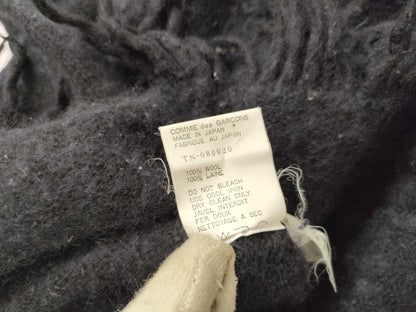 COMME des GARCONS
MADE IN JAPAN
FABRIQUE AU JAPON
TN-080020
100% WOOL
100% LAINE
DO NOT BLEACH
USE COOL IRON
DRY CLEAN ONLY
JAVEL INTERDIT
FER DOUX
NETTOYAGE A SEC